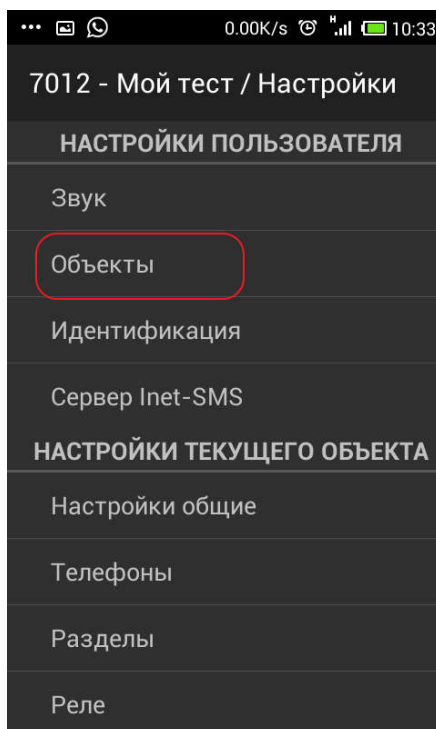 ... 0.00K/s H 10:33
7012 - Мой тест / Настройки
НАСТРОЙКИ ПОЛЬЗОВАТЕЛЯ
Звук
Объекты
Идентификация
Сервер Inet-SMS
НАСТРОЙКИ ТЕКУЩЕГО ОБЪЕКТА
Настройки общие
Телефоны
Разделы
Реле